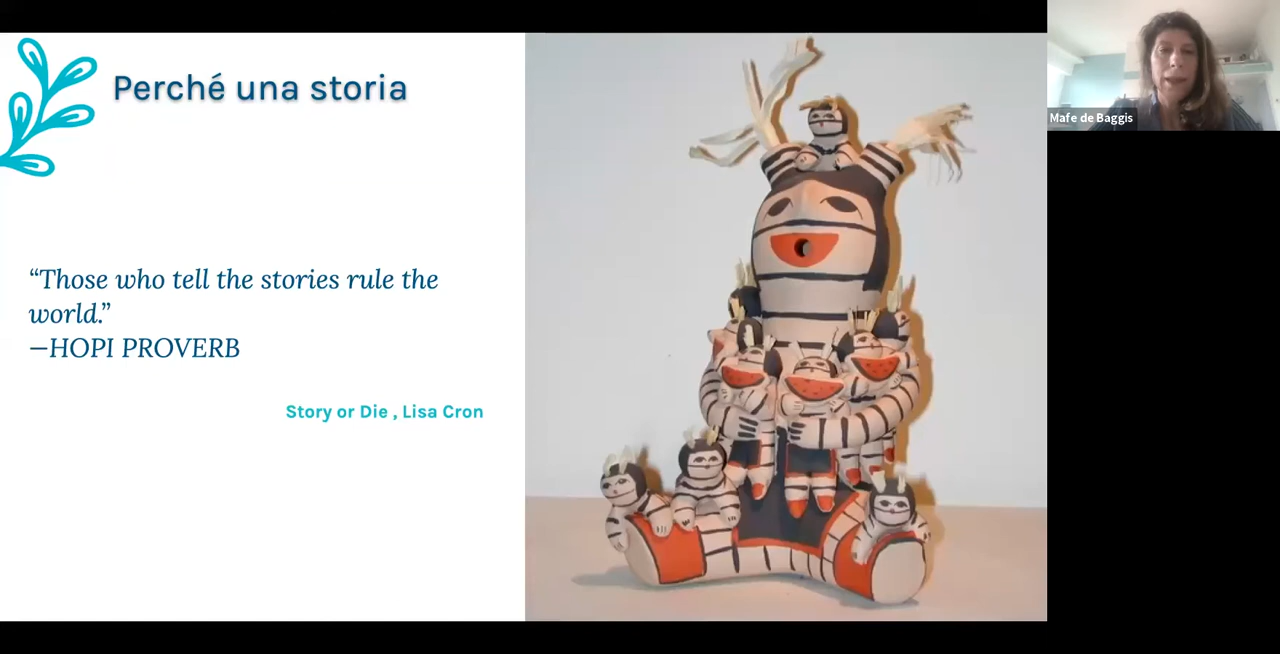 Perché una storia
Mafe de Baggis
“Those who tell the stories rule the
world.”
—HOPI PROVERB
Story or Die , Lisa Cron